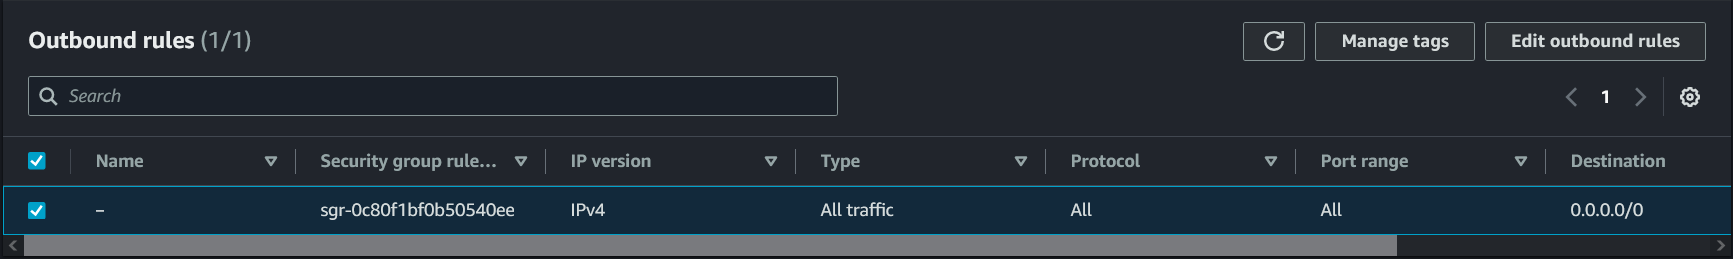 Outbound rules (1/1)
Manage tags
Edit outbound rules
Search
1
Name Security group rule... IP version Type Protocol Port range Destination
– sgr-0c80f1bf0b50540ee IPv4 All traffic All All 0.0.0.0/0